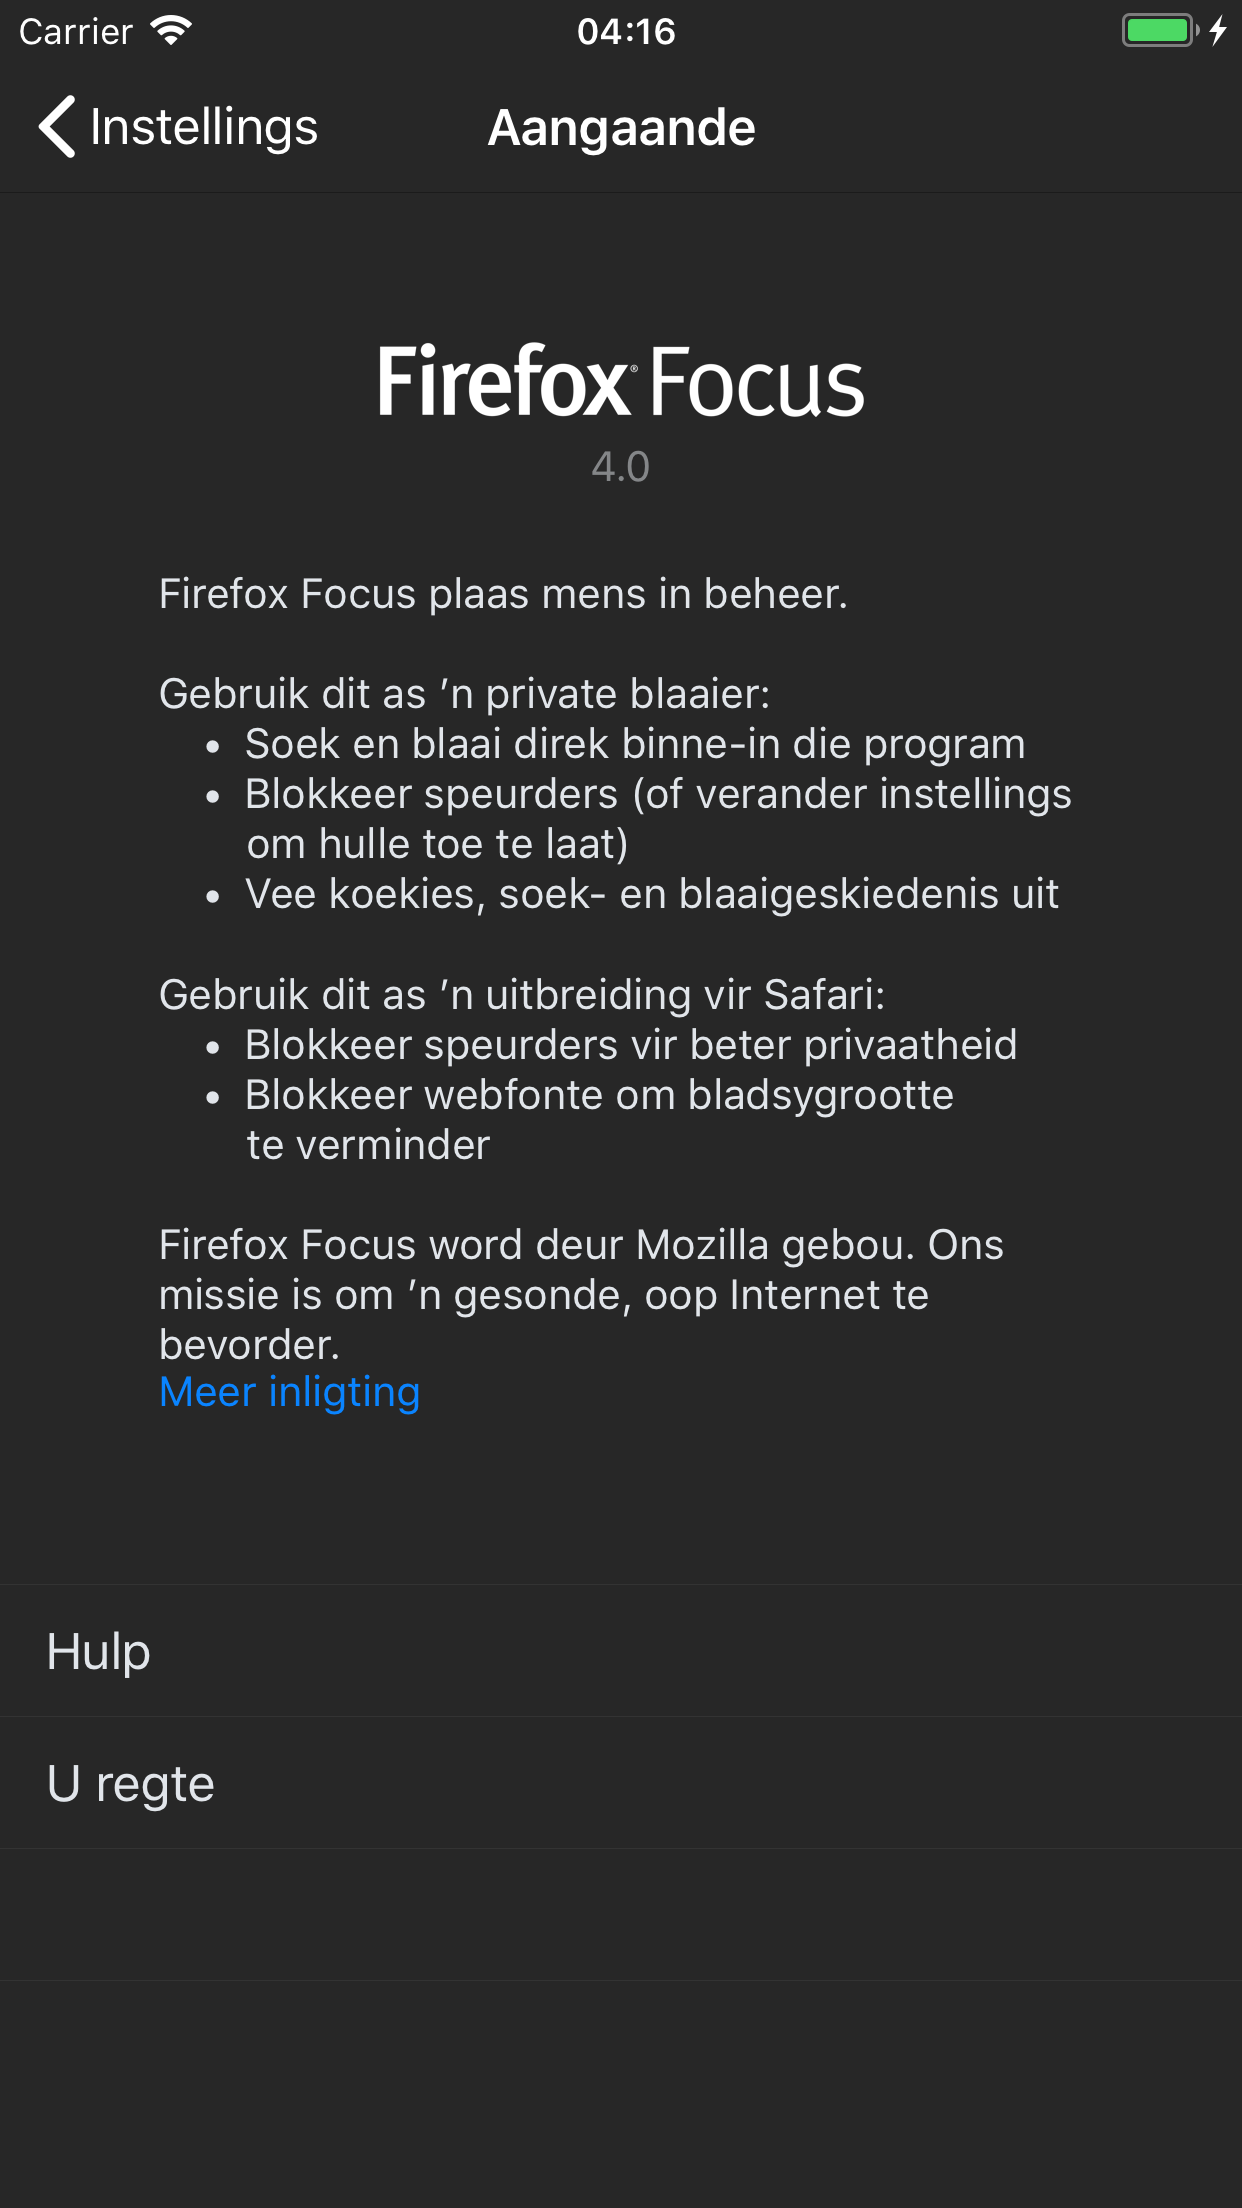 Carrier 04:16
Instellings Aangaande
Firefox® Focus
4.0
Firefox Focus plaas mens in beheer.
Gebruik dit as ’n private blaaier:
• Soek en blaai direk binne-in die program
• Blokkeer speurders (of verander instellings
om hulle toe te laat)
• Vee koekies, soek- en blaaigeskiedenis uit
Gebruik dit as ’n uitbreiding vir Safari:
• Blokkeer speurders vir beter privaatheid
• Blokkeer webfonte om bladsygrootte
te verminder
Firefox Focus word deur Mozilla gebou. Ons
missie is om ’n gesonde, oop Internet te
bevorder.
Meer inligting
Hulp
U regte